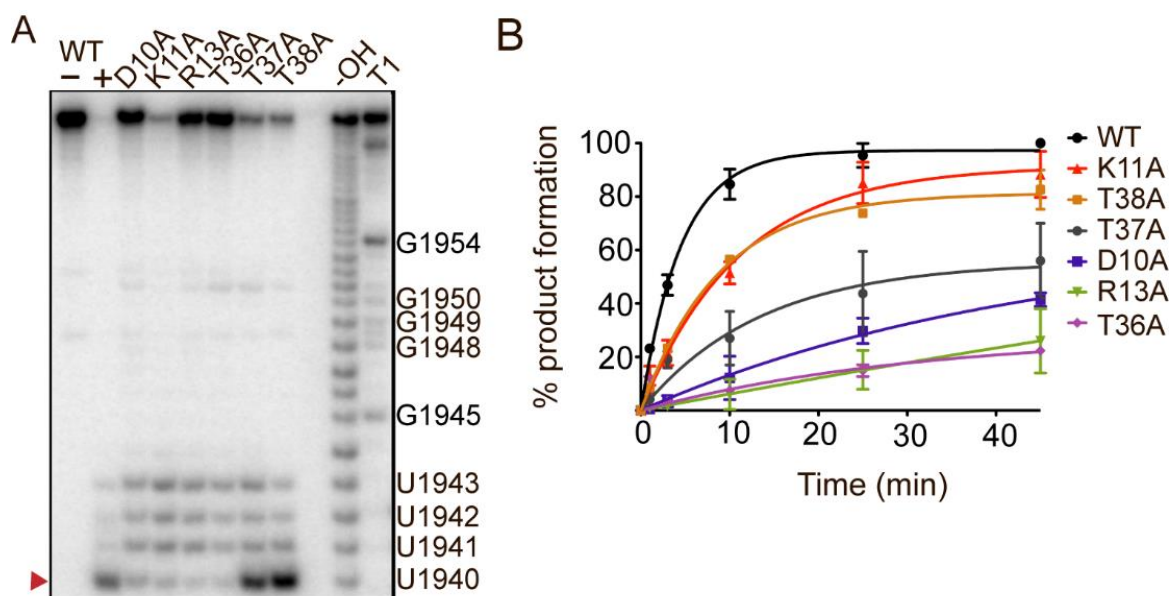 A
WT D10A K11A R13A T36A T37A T38A -OH T1
− +
G1954
G1950
G1949
G1948
G1945
U1943
U1942
U1941
U1940
B
% product formation
100
80
60
40
20
0 10 20 30 40
Time (min)
WT
K11A
T38A
T37A
D10A
R13A
T36A